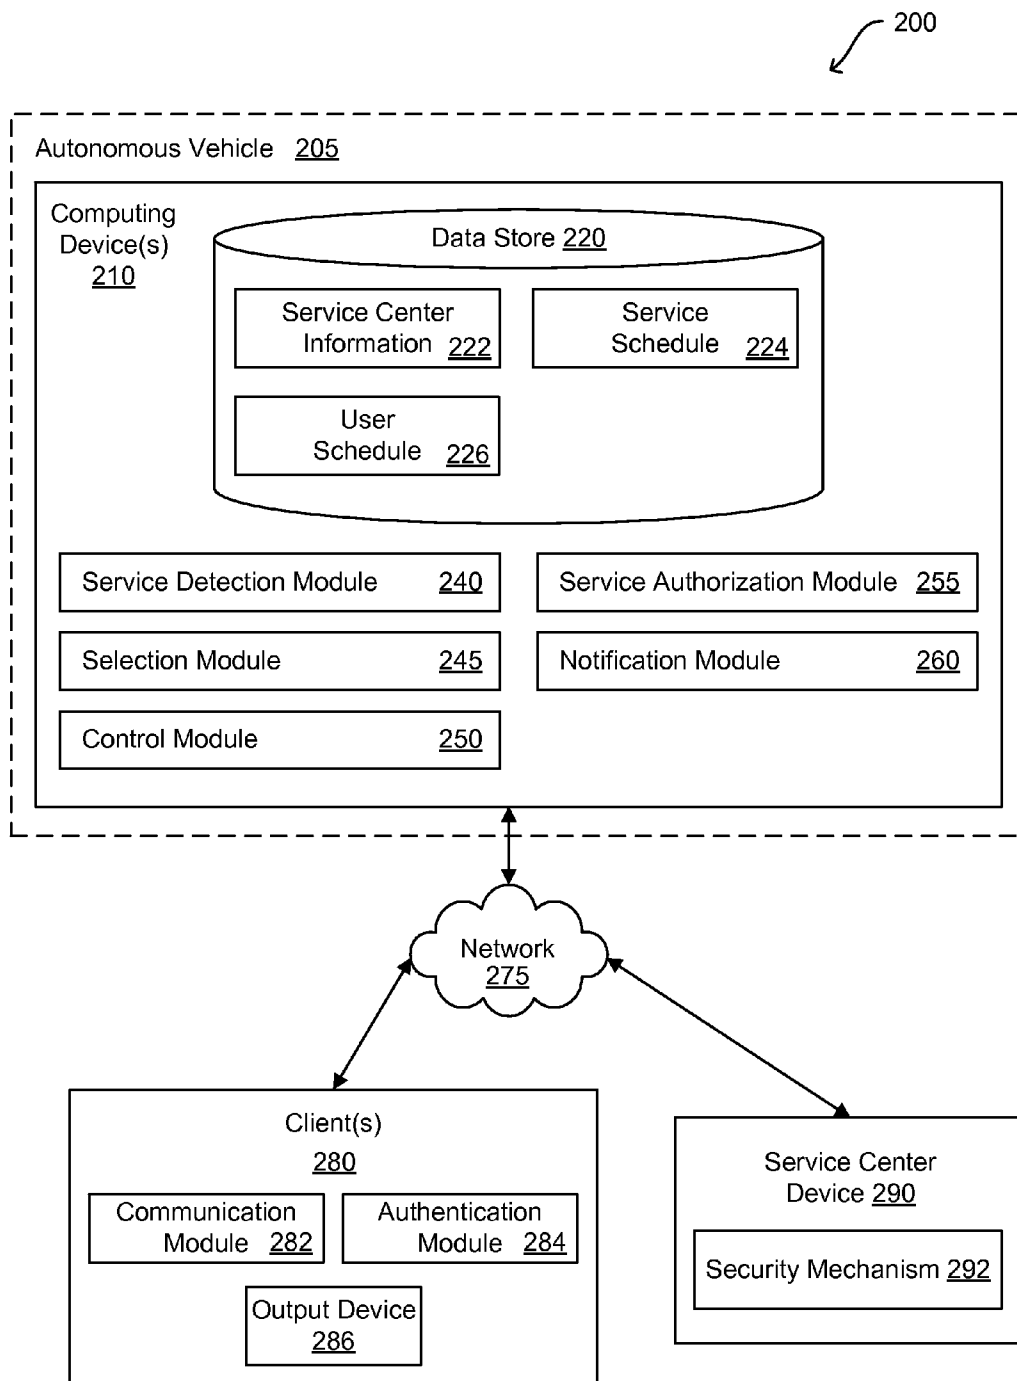 200
Autonomous Vehicle 205
Computing
Device(s)
210
Data Store 220
Service Center
Information 222
Service
Schedule 224
User
Schedule 226
Service Detection Module 240
Service Authorization Module 255
Selection Module 245
Notification Module 260
Control Module 250
Network
275
Client(s)
280
Communication
Module 282
Authentication
Module 284
Output Device
286
Service Center
Device 290
Security Mechanism 292